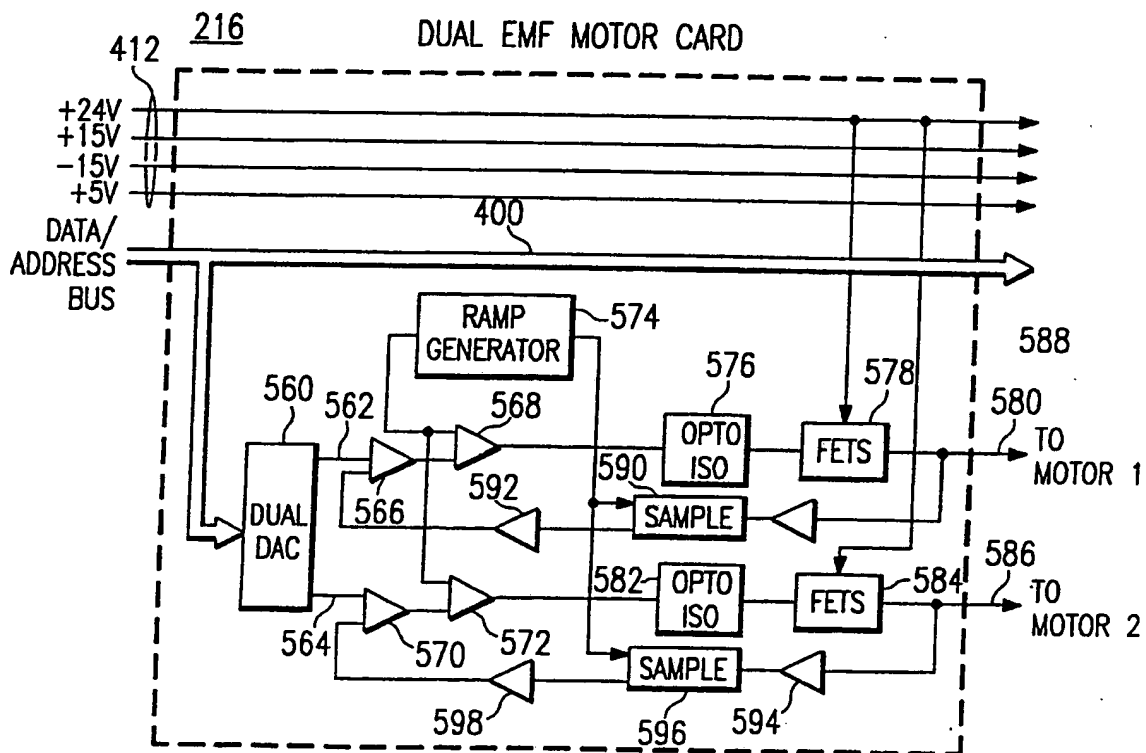 216
DUAL EMF MOTOR CARD
412
+24V
+15V
-15V
+5V
DATA/
ADDRESS
BUS
400
RAMP
GENERATOR
574
588
560
562
568
576
578
580
OPTO
ISO
FETS
TO
MOTOR 1
566
592
590
SAMPLE
DUAL
DAC
582
OPTO
ISO
FETS
584
586
TO
MOTOR 2
564
570
572
SAMPLE
598
596
594